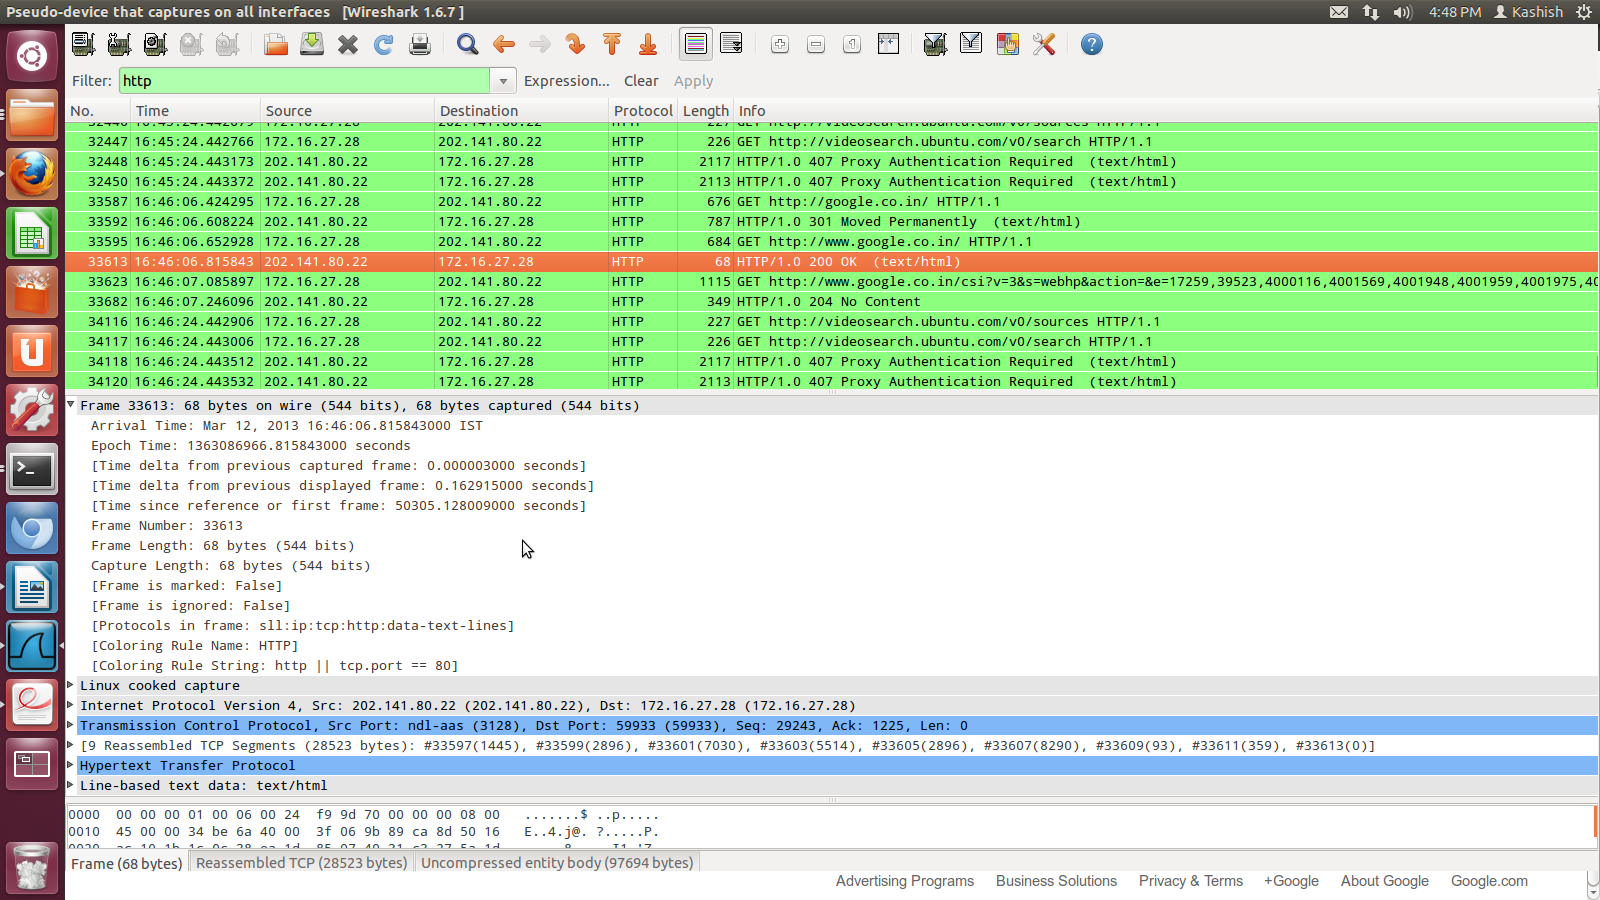 Pseudo-device that captures on all interfaces   [Wireshark 1.6.7 ]
4:48 PM Kashish
Filter: http Expression... Clear Apply
No. Time Source Destination Protocol Length Info
32447 16:45:24.442766 172.16.27.28 202.141.80.22 HTTP 226 GET http://videosearch.ubuntu.com/v0/search HTTP/1.1
32448 16:45:24.443173 202.141.80.22 172.16.27.28 HTTP 2117 HTTP/1.0 407 Proxy Authentication Required  (text/html)
32450 16:45:24.443372 202.141.80.22 172.16.27.28 HTTP 2113 HTTP/1.0 407 Proxy Authentication Required  (text/html)
33587 16:46:06.424295 172.16.27.28 202.141.80.22 HTTP 676 GET http://google.co.in/ HTTP/1.1
33592 16:46:06.608224 202.141.80.22 172.16.27.28 HTTP 787 HTTP/1.0 301 Moved Permanently  (text/html)
33595 16:46:06.652928 172.16.27.28 202.141.80.22 HTTP 684 GET http://www.google.co.in/ HTTP/1.1
33613 16:46:06.815843 202.141.80.22 172.16.27.28 HTTP 68 HTTP/1.0 200 OK  (text/html)
33623 16:46:07.085897 172.16.27.28 202.141.80.22 HTTP 1115 GET http://www.google.co.in/csi?v=3&s=webhp&action=&e=17259,39523,4000116,4001569,4001948,4001959,4001975,40
33682 16:46:07.246096 202.141.80.22 172.16.27.28 HTTP 349 HTTP/1.0 204 No Content
34116 16:46:24.442906 172.16.27.28 202.141.80.22 HTTP 227 GET http://videosearch.ubuntu.com/v0/sources HTTP/1.1
34117 16:46:24.443006 172.16.27.28 202.141.80.22 HTTP 226 GET http://videosearch.ubuntu.com/v0/search HTTP/1.1
34118 16:46:24.443512 202.141.80.22 172.16.27.28 HTTP 2117 HTTP/1.0 407 Proxy Authentication Required  (text/html)
34120 16:46:24.443532 202.141.80.22 172.16.27.28 HTTP 2113 HTTP/1.0 407 Proxy Authentication Required  (text/html)
Frame 33613: 68 bytes on wire (544 bits), 68 bytes captured (544 bits)
Arrival Time: Mar 12, 2013 16:46:06.815843000 IST
Epoch Time: 1363086966.815843000 seconds
[Time delta from previous captured frame: 0.000003000 seconds]
[Time delta from previous displayed frame: 0.162915000 seconds]
[Time since reference or first frame: 50305.128009000 seconds]
Frame Number: 33613
Frame Length: 68 bytes (544 bits)
Capture Length: 68 bytes (544 bits)
[Frame is marked: False]
[Frame is ignored: False]
[Protocols in frame: sll:ip:tcp:http:data-text-lines]
[Coloring Rule Name: HTTP]
[Coloring Rule String: http || tcp.port == 80]
Linux cooked capture
Internet Protocol Version 4, Src: 202.141.80.22 (202.141.80.22), Dst: 172.16.27.28 (172.16.27.28)
Transmission Control Protocol, Src Port: ndl-aas (3128), Dst Port: 59933 (59933), Seq: 29243, Ack: 1225, Len: 0
[9 Reassembled TCP Segments (28523 bytes): #33597(1445), #33599(2896), #33601(7030), #33603(5514), #33605(2896), #33607(8290), #33609(93), #33611(359), #33613(0)]
Hypertext Transfer Protocol
Line-based text data: text/html
0000  00 00 00 01 00 06 00 24  f9 9d 70 00 00 00 08 00   .......$ ..p.....
0010  45 00 00 34 be 6a 40 00  3f 06 9b 89 ca 8d 50 16   E..4.j@. ?.....P.
Frame (68 bytes) Reassembled TCP (28523 bytes) Uncompressed entity body (97694 bytes)
Advertising Programs Business Solutions Privacy & Terms +Google About Google Google.com